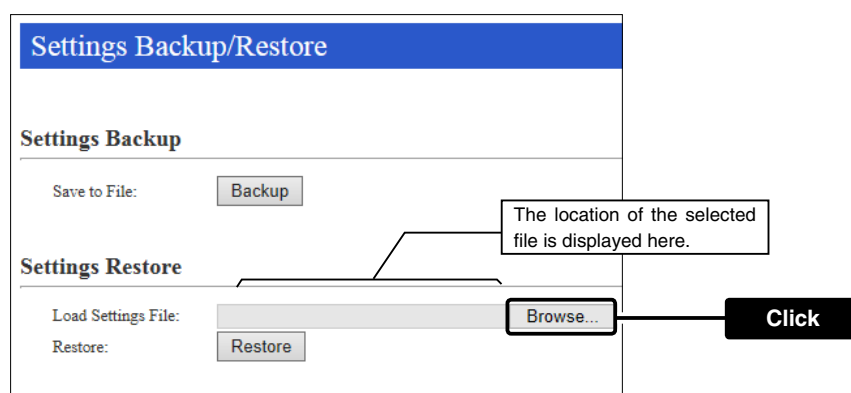 Settings Backup/Restore
Settings Backup
Save to File:
Backup
The location of the selected
file is displayed here.
Settings Restore
Load Settings File:
Browse...
Click
Restore:
Restore